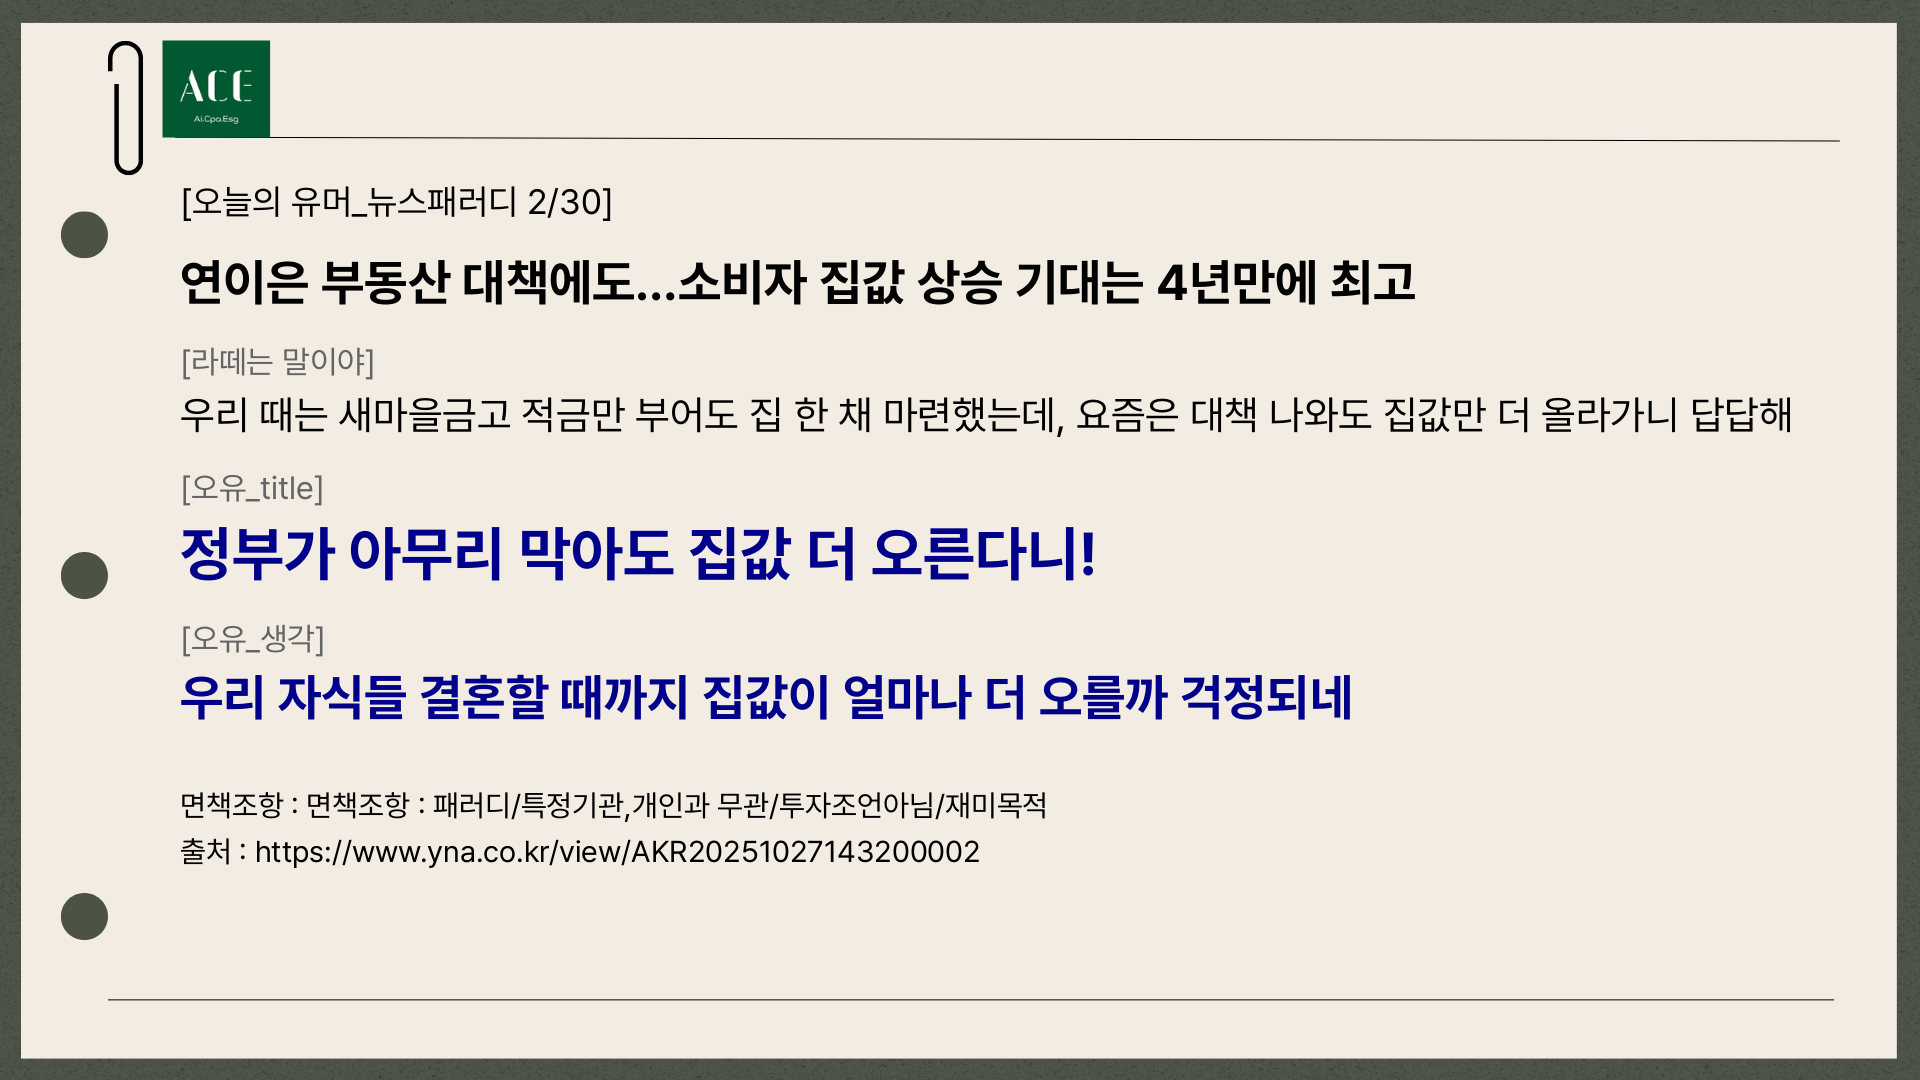 ACE
Ai.Cpa.Esg
[오늘의 유머_뉴스패러디 2/30]
연이은 부동산 대책에도...소비자 집값 상승 기대는 4년만에 최고
[라떼는 말이야]
우리 때는 새마을금고 적금만 부어도 집 한 채 마련했는데, 요즘은 대책 나와도 집값만 더 올라가니 답답해
[오유_title]
정부가 아무리 막아도 집값 더 오른다니!
[오유_생각]
우리 자식들 결혼할 때까지 집값이 얼마나 더 오를까 걱정되네
면책조항 : 면책조항 : 패러디/특정기관,개인과 무관/투자조언아님/재미목적
출처 : https://www.yna.co.kr/view/AKR20251027143200002